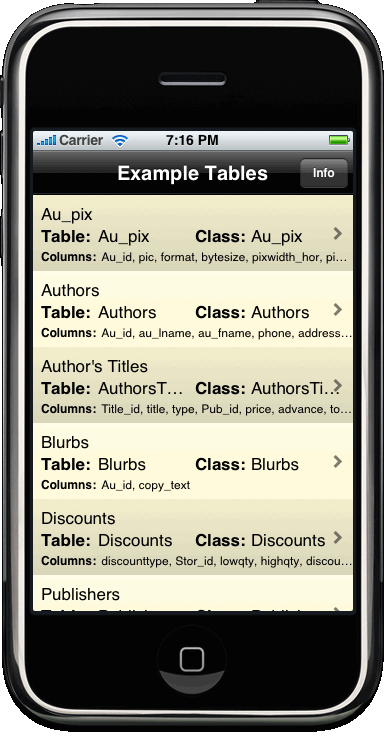 Carrier 7:16 PM
Example Tables Info
Au_pix
Table: Au_pix Class: Au_pix
Columns: Au_id, pic, format, bytesize, pixwidth_hor, pi...
Authors
Table: Authors Class: Authors
Columns: Au_id, au_lname, au_fname, phone, address...
Author's Titles
Table: AuthorsT... Class: AuthorsTi...
Columns: Title_id, title, type, Pub_id, price, advance, to...
Blurbs
Table: Blurbs Class: Blurbs
Columns: Au_id, copy_text
Discounts
Table: Discounts Class: Discounts
Columns: discounttype, Stor_id, lowqty, highqty, discou...
Publishers